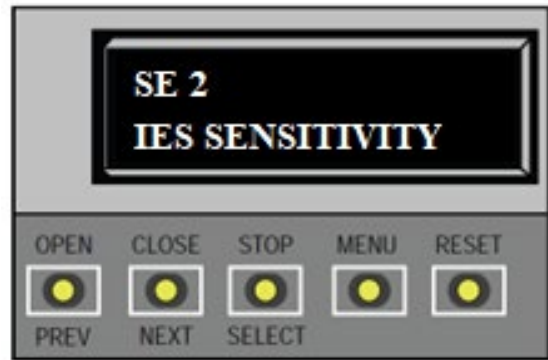 SE 2
IES SENSITIVITY
OPEN CLOSE STOP MENU RESET
PREV NEXT SELECT